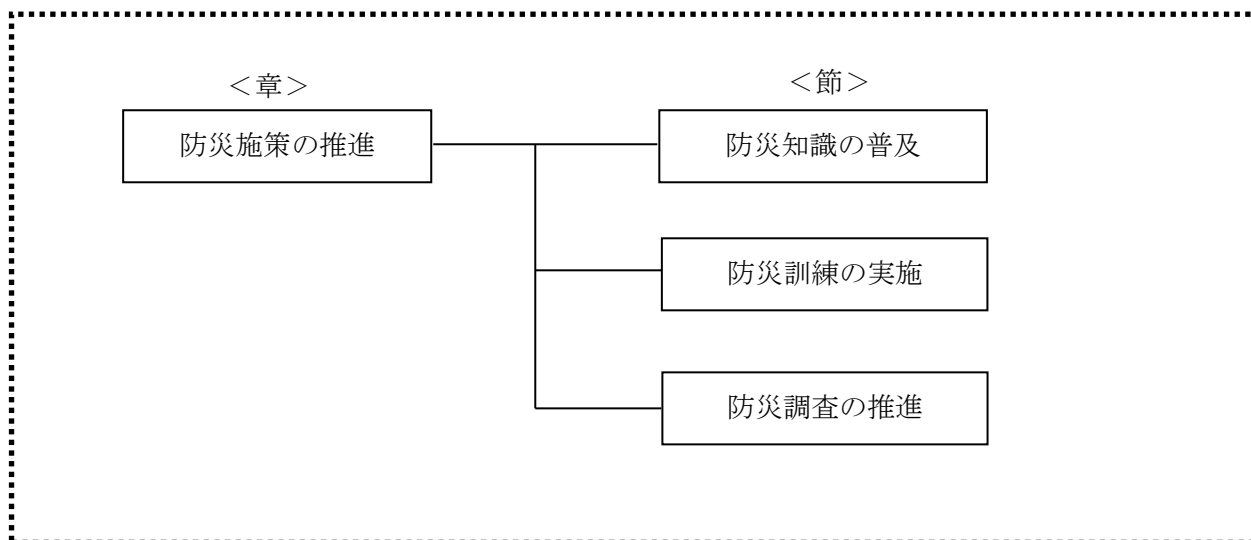 ＜章＞
＜節＞
防災施策の推進
防災知識の普及
防災訓練の実施
防災調査の推進